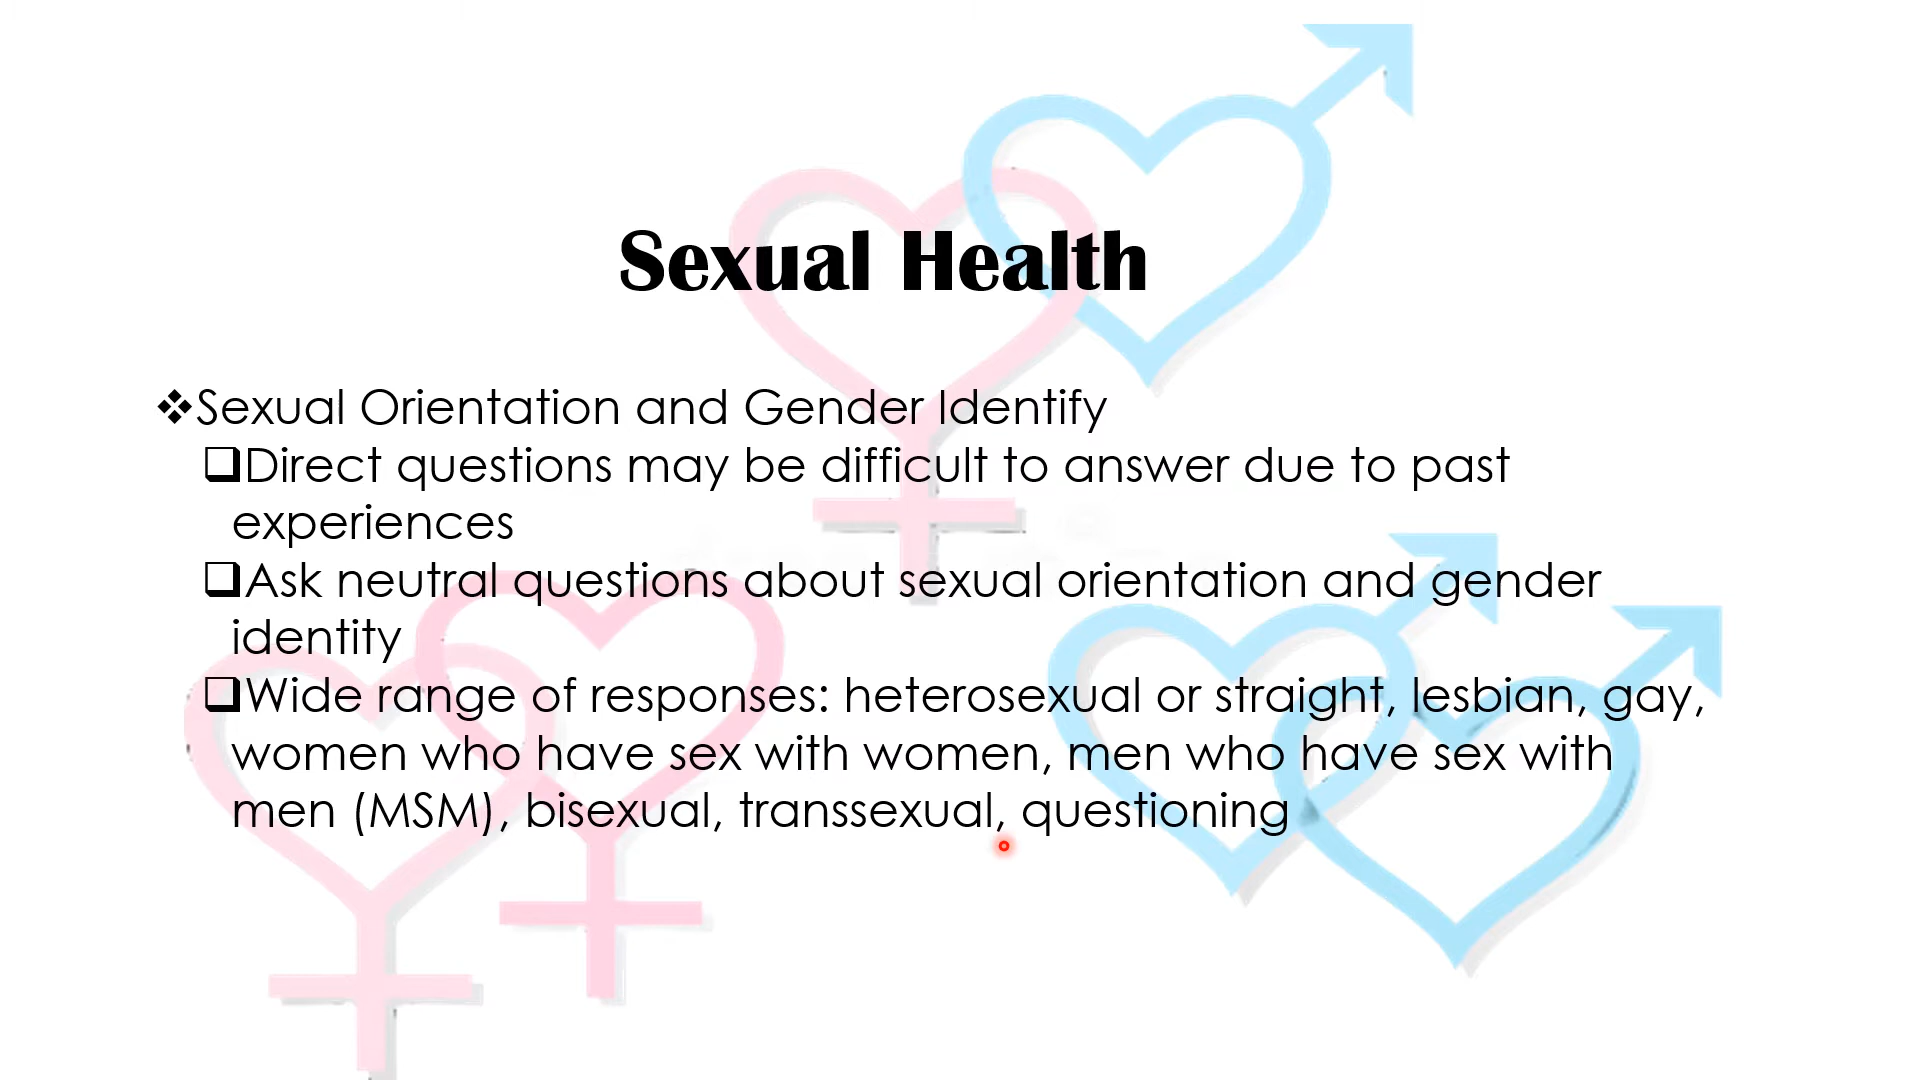 Sexual Health
❖Sexual Orientation and Gender Identify
❑Direct questions may be difficult to answer due to past
experiences
❑Ask neutral questions about sexual orientation and gender
identity
❑Wide range of responses: heterosexual or straight, lesbian, gay,
women who have sex with women, men who have sex with
men (MSM), bisexual, transsexual, questioning